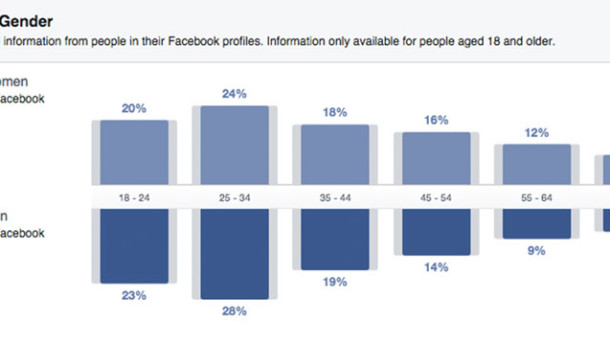 Gender
information from people in their Facebook profiles. Information only available for people aged 18 and older.
omen
acebook
20% 24% 18% 16% 12%
18 - 24 25 - 34 35 - 44 45 - 54 55 - 64
n
acebook
23% 28% 19% 14% 9%